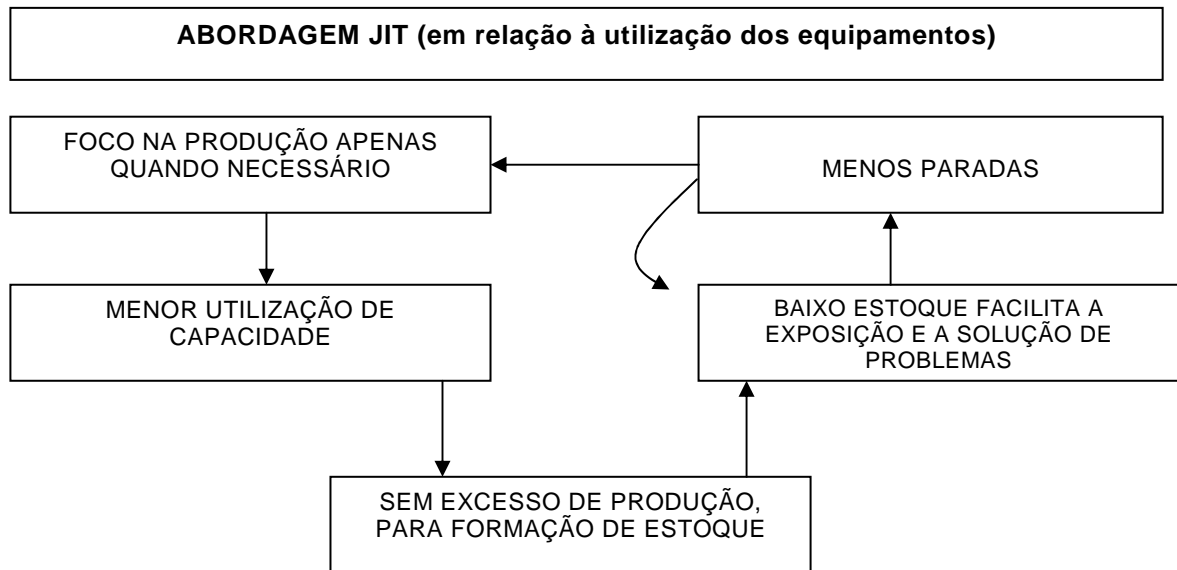 ABORDAGEM JIT (em relação à utilização dos equipamentos)
FOCO NA PRODUÇÃO APENAS
QUANDO NECESSÁRIO
MENOS PARADAS
MENOR UTILIZAÇÃO DE
CAPACIDADE
BAIXO ESTOQUE FACILITA A
EXPOSIÇÃO E A SOLUÇÃO DE
PROBLEMAS
SEM EXCESSO DE PRODUÇÃO,
PARA FORMAÇÃO DE ESTOQUE